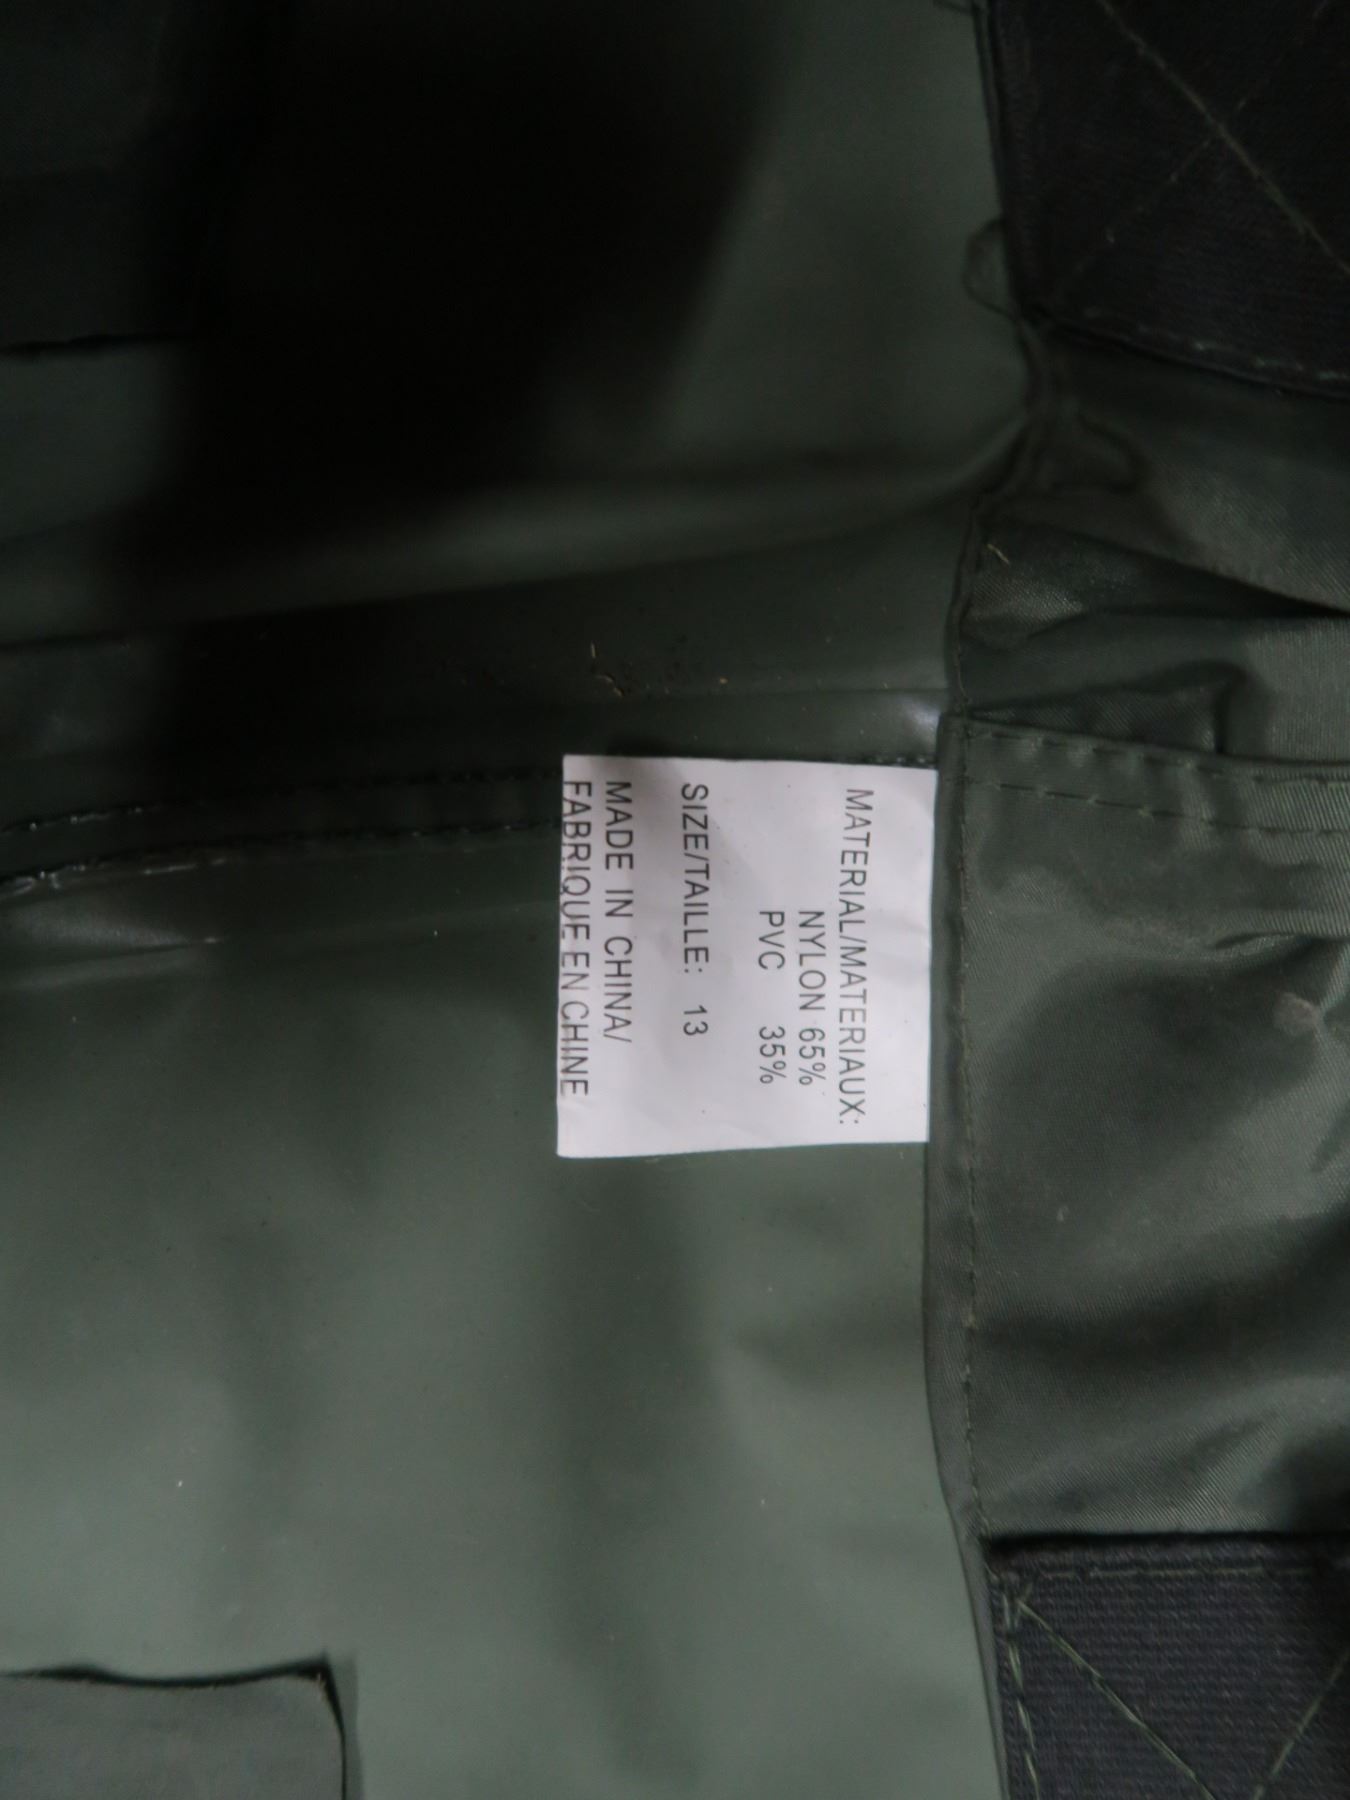 MATERIAL/MATERIAUX:
NYLON 65%
PVC 35%
SIZE/TAILLE: 13
MADE IN CHINA/
FABRIQUE EN CHINE